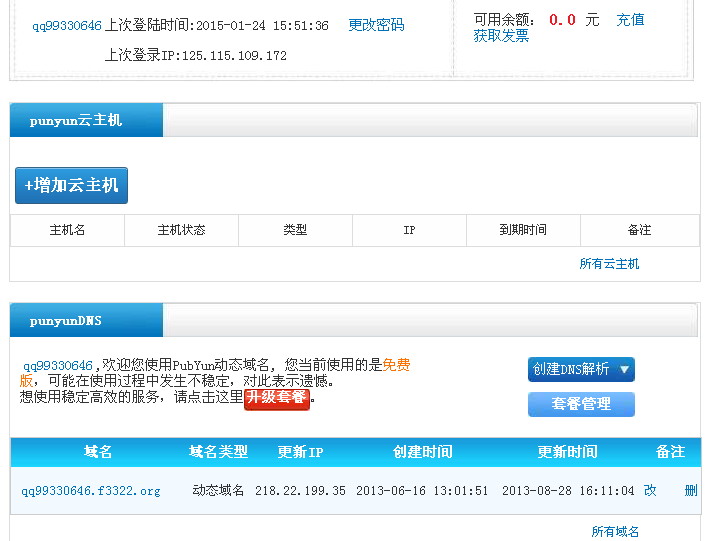 qq99330646 上次登陆时间:2015-01-24 15:51:36 更改密码
上次登录IP:125.115.109.172
可用余额: 0.0 元 充值
获取发票
punyun云主机
+增加云主机
主机名 主机状态 类型 IP 到期时间 备注
所有云主机
punyunDNS
qq99330646,欢迎您使用PubYun动态域名, 您当前使用的是免费
版，可能在使用过程中发生不稳定，对此表示遗憾。
想使用稳定高效的服务，请点击这里升级套餐。
创建DNS解析
套餐管理
域名 域名类型 更新IP 创建时间 更新时间 备注
qq99330646.f3322.org 动态域名 218.22.199.35 2013-06-16 13:01:51 2013-08-28 16:11:04 改 删
所有域名